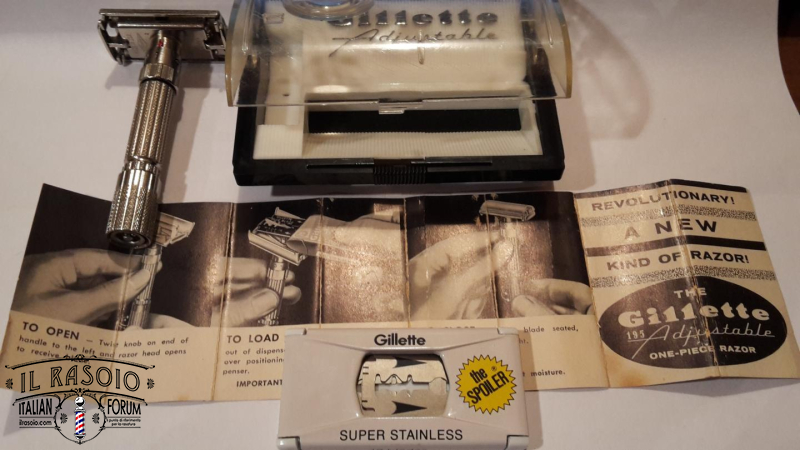 Gillette
Adjustable
REVOLUTIONARY!
A NEW
KIND OF RAZOR!
THE
Gillette
195 Adjustable
ONE-PIECE RAZOR
TO OPEN — Twist knob on end of
handle to the left and razor head opens
to receive
TO LOAD
out of dispens
over positioning
penser,
IMPORTANT
blade seated,
moisture.
Gillette
the
SPOILER
SUPER STAINLESS
IL RASOIO
ITALIAN FORUM
ilrasoio.com